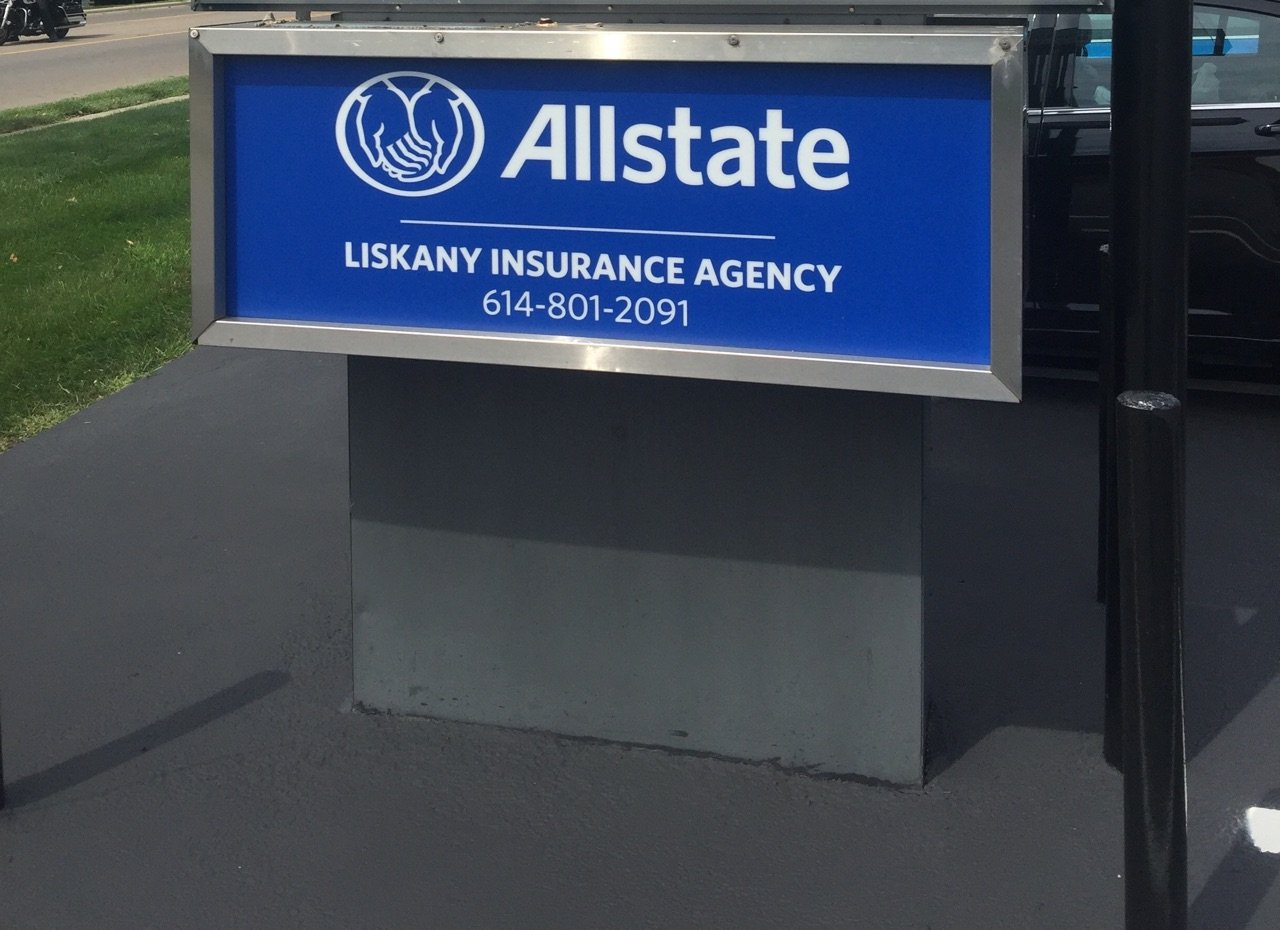 Allstate
LISKANY INSURANCE AGENCY
614-801-2091